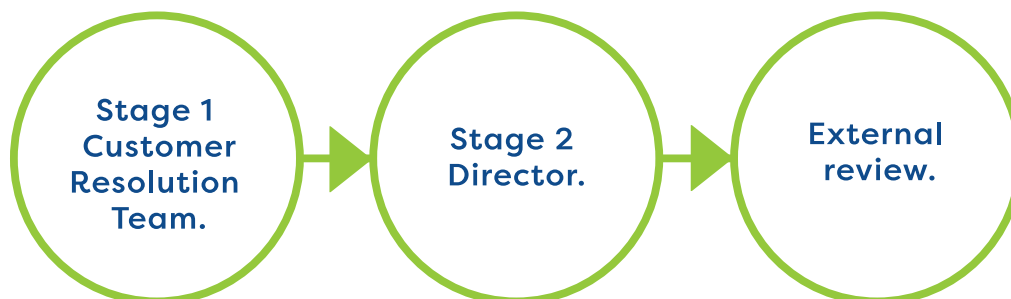 Stage 1
Customer
Resolution
Team.
Stage 2
Director.
External
review.